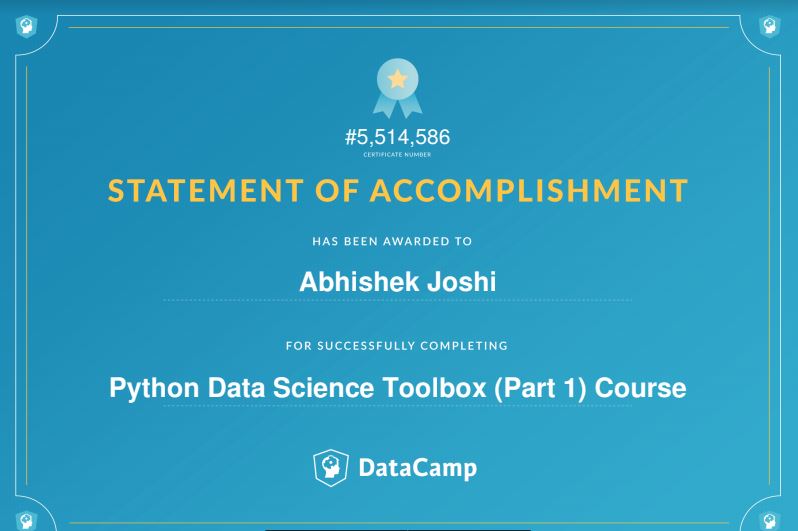 #5,514,586
CERTIFICATE NUMBER
STATEMENT OF ACCOMPLISHMENT
HAS BEEN AWARDED TO
Abhishek Joshi
FOR SUCCESSFULLY COMPLETING
Python Data Science Toolbox (Part 1) Course
DataCamp